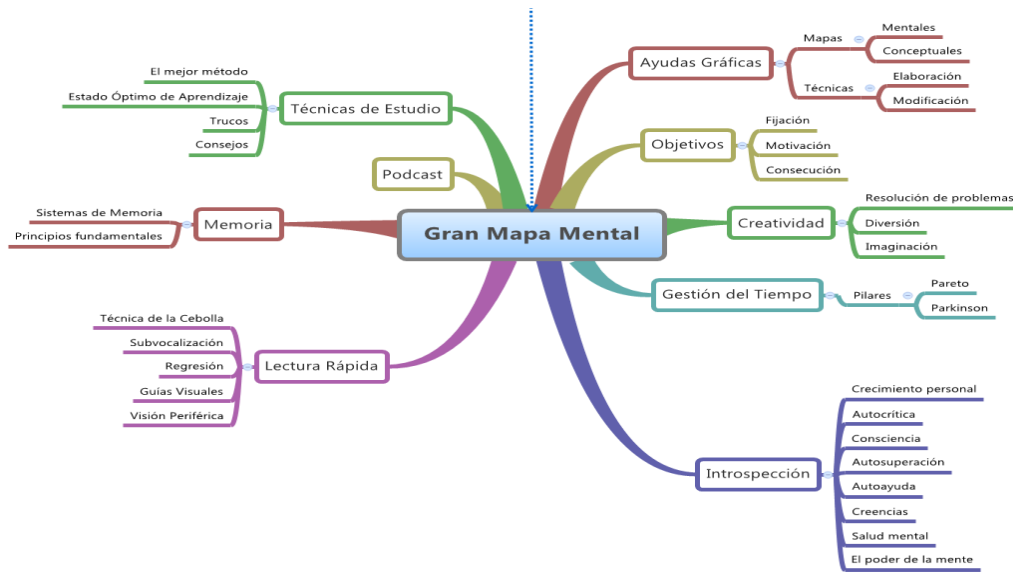 Gran Mapa Mental
Técnicas de Estudio
El mejor método
Estado Óptimo de Aprendizaje
Trucos
Consejos
Podcast
Memoria
Sistemas de Memoria
Principios fundamentales
Lectura Rápida
Técnica de la Cebolla
Subvocalización
Regresión
Guías Visuales
Visión Periférica
Ayudas Gráficas
Mapas
Mentales
Conceptuales
Técnicas
Elaboración
Modificación
Objetivos
Fijación
Motivación
Consecución
Creatividad
Resolución de problemas
Diversión
Imaginación
Gestión del Tiempo
Pilares
Pareto
Parkinson
Introspección
Crecimiento personal
Autocrítica
Consciencia
Autosuperación
Autoayuda
Creencias
Salud mental
El poder de la mente